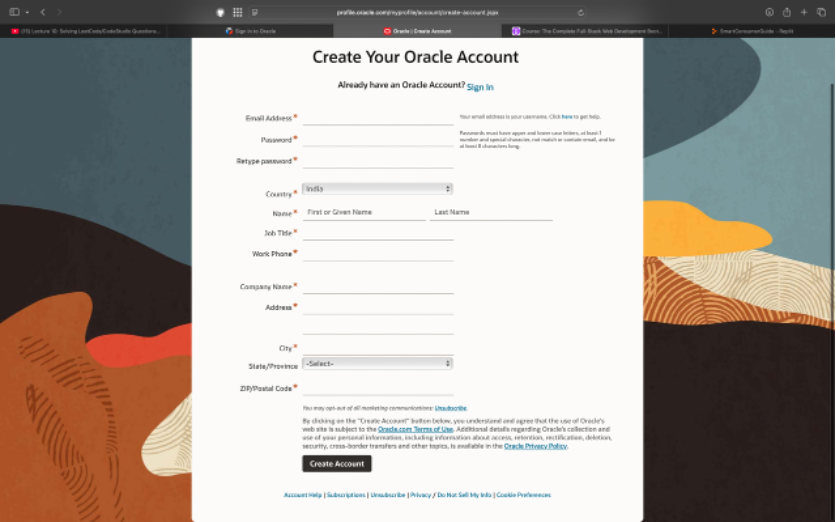 profile.oracle.com/myprofile/account/create-account.jspx
(15) Lecture 10: Solving LeetCode/CodeStudio Questions...
Sign in to Oracle
Oracle | Create Account
Course: The Complete Full-Stack Web Development Boot...
SmartConsumerGuide - Replit
Create Your Oracle Account
Already have an Oracle Account? Sign In
Email Address*
Your email address is your username. Click here to get help.
Password*
Passwords must have upper and lower case letters, at least 1
number and special character, not match or contain email, and be
at least 8 characters long.
Retype password*
Country*
India
Name*
First or Given Name
Last Name
Job Title*
Work Phone*
Company Name*
Address*
City*
State/Province
-Select-
ZIP/Postal Code*
You may opt-out of all marketing communications: Unsubscribe.
By clicking on the "Create Account" button below, you understand and agree that the use of Oracle's
web site is subject to the Oracle.com Terms of Use. Additional details regarding Oracle's collection and
use of your personal information, including information about access, retention, rectification, deletion,
security, cross-border transfers and other topics, is available in the Oracle Privacy Policy.
Create Account
Account Help | Subscriptions | Unsubscribe | Privacy / Do Not Sell My Info | Cookie Preferences